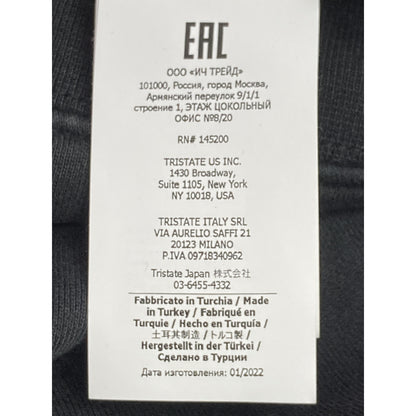 EAC
ООО «ИЧ ТРЕЙД»
101000, Россия, город Москва,
Армянский переулок 9/1/1
строение 1, ЭТАЖ ЦОКОЛЬНЫЙ
ОФИС №8/20
RN# 145200
TRISTATE US INC.
1430 Broadway,
Suite 1105, New York
NY 10018, USA
TRISTATE ITALY SRL
VIA AURELIO SAFFI 21
20123 MILANO
P.IVA 09718340962
Tristate Japan 株式会社
03-6455-4332
Fabbricato in Turchia / Made
in Turkey / Fabriqué en
Turquie / Hecho en Turquía /
土耳其制造 / トルコ製 /
Hergestellt in der Türkei /
Сделано в Турции
Дата изготовления: 01/2022